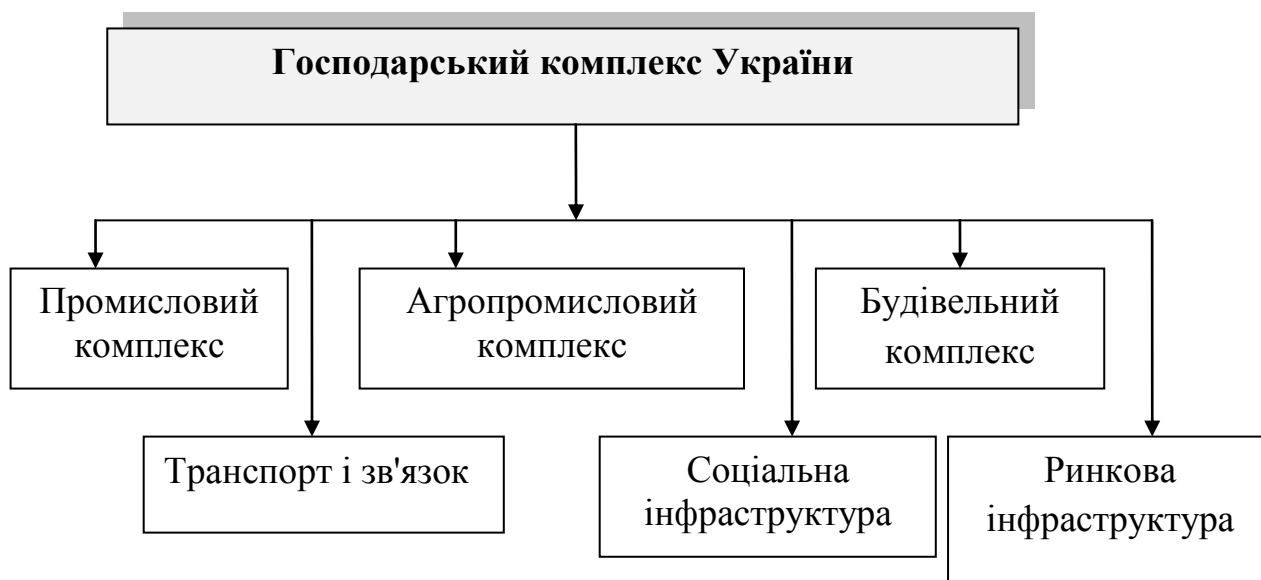 Господарський комплекс України
Промисловий
комплекс
Агропромисловий
комплекс
Будівельний
комплекс
Транспорт і зв'язок
Соціальна
інфраструктура
Ринкова
інфраструктура